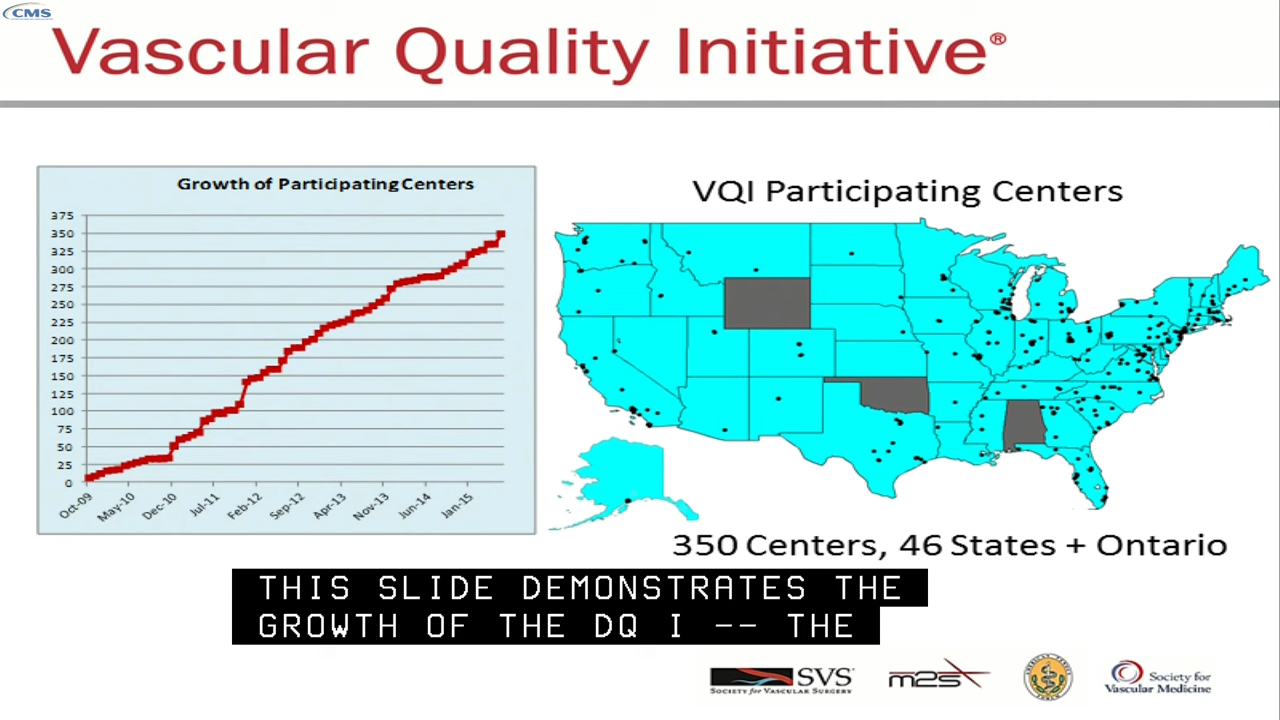 CMS
Vascular Quality Initiative®
Growth of Participating Centers
375
350
325
300
275
250
225
200
175
150
125
100
75
50
25
0
Oct-09
May-10
Dec-10
Jul-11
Feb-12
Sep-12
Apr-13
Nov-13
Jun-14
Jan-15
VQI Participating Centers
350 Centers, 46 States + Ontario
THIS SLIDE DEMONSTRATES THE
GROWTH OF THE DQ I -- THE
SVS
SOCIETY FOR VASCULAR SURGERY
m2s
Society for
Vascular Medicine